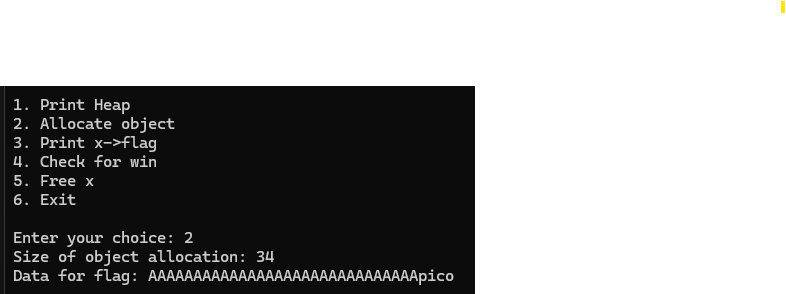 1. Print Heap
2. Allocate object
3. Print x->flag
4. Check for win
5. Free x
6. Exit
Enter your choice: 2
Size of object allocation: 34
Data for flag: AAAAAAAAAAAAAAAAAAAAAAAAAAAAAApico